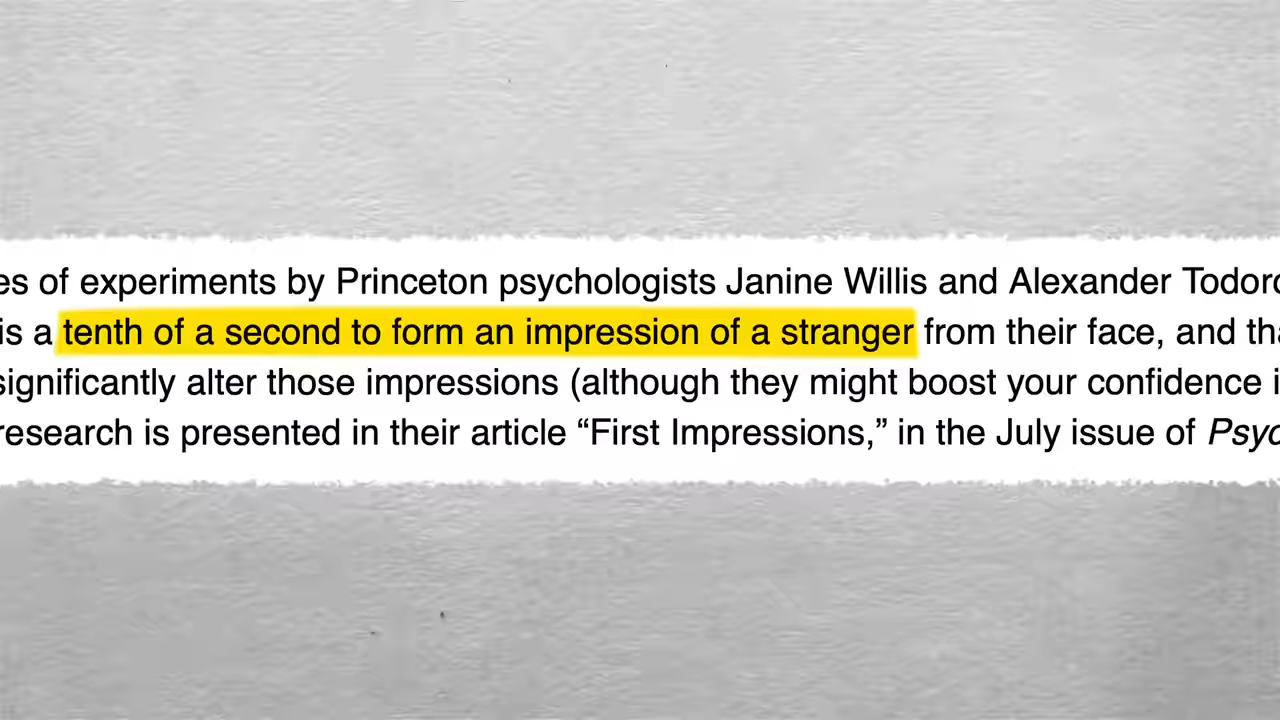 es of experiments by Princeton psychologists Janine Willis and Alexander Todoro
is a tenth of a second to form an impression of a stranger from their face, and tha
significantly alter those impressions (although they might boost your confidence i
research is presented in their article “First Impressions,” in the July issue of Psyc